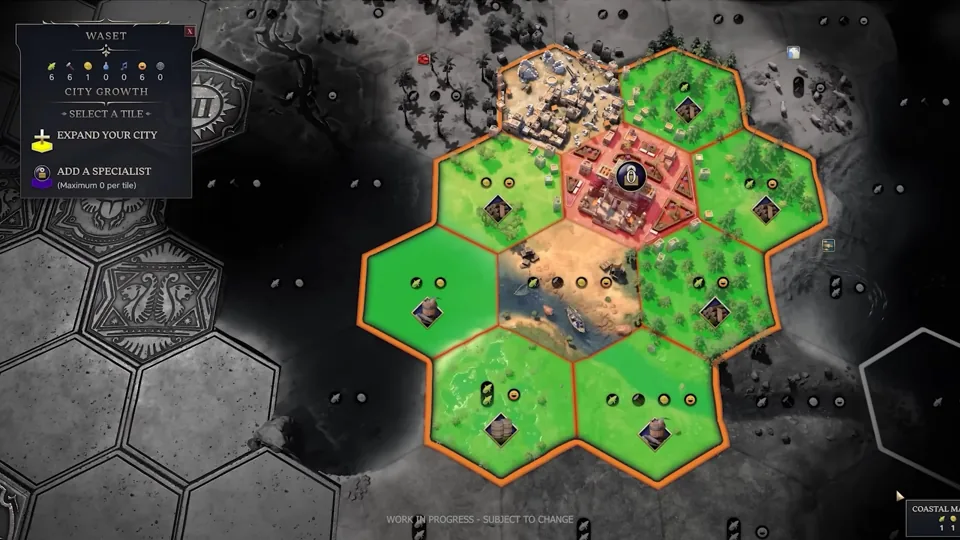 WASET
6 6 1 0 0 6 0
CITY GROWTH
SELECT A TILE
EXPAND YOUR CITY
ADD A SPECIALIST
(Maximum 0 per tile)
II
WORK IN PROGRESS - SUBJECT TO CHANGE
COASTAL MA
1 1